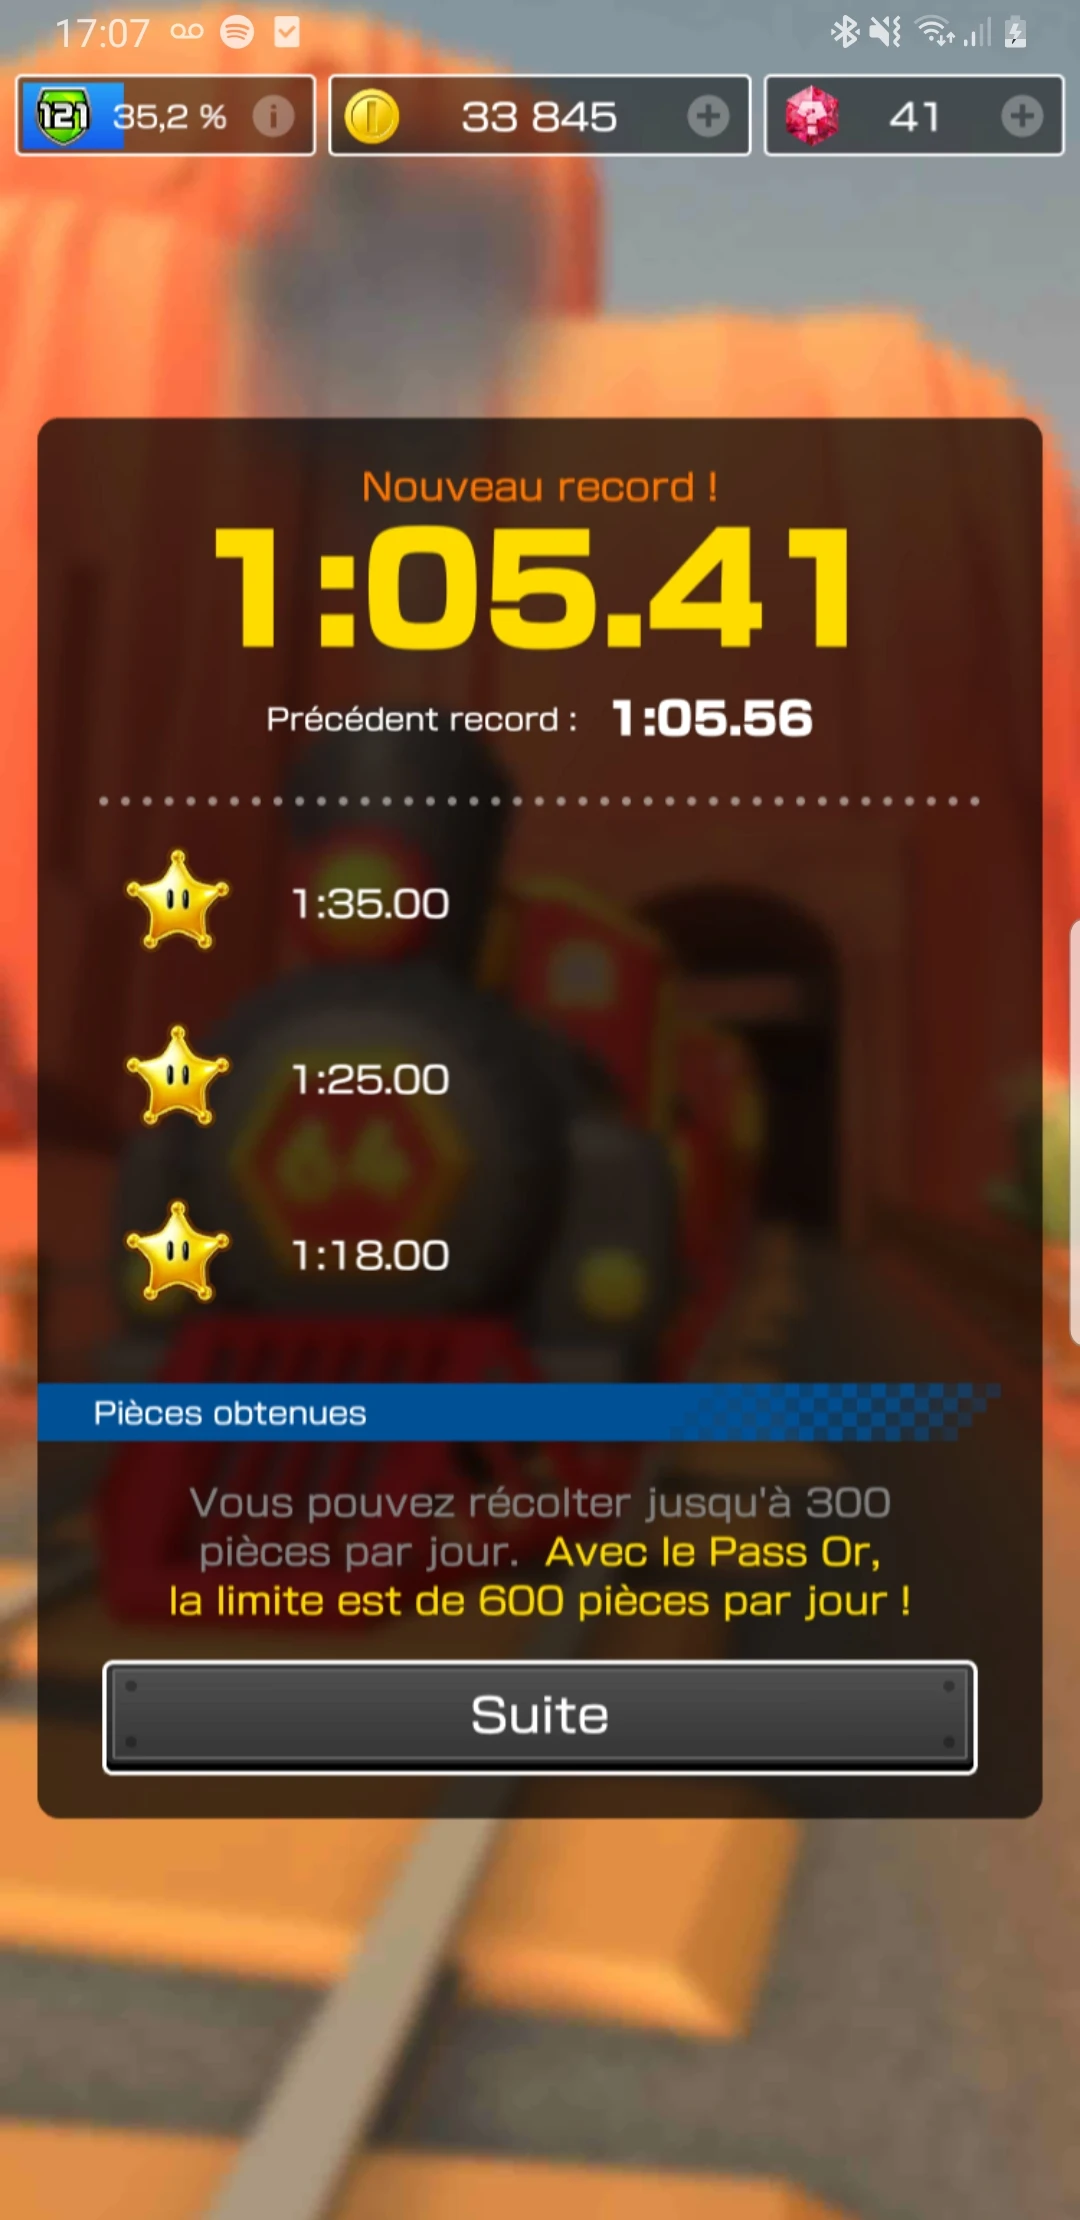 17:07
121 35,2 % i 33 845 41
Nouveau record !
1:05.41
Précédent record : 1:05.56
1:35.00
1:25.00
64
1:18.00
Pièces obtenues
Vous pouvez récolter jusqu'à 300
pièces par jour. Avec le Pass Or,
la limite est de 600 pièces par jour !
Suite